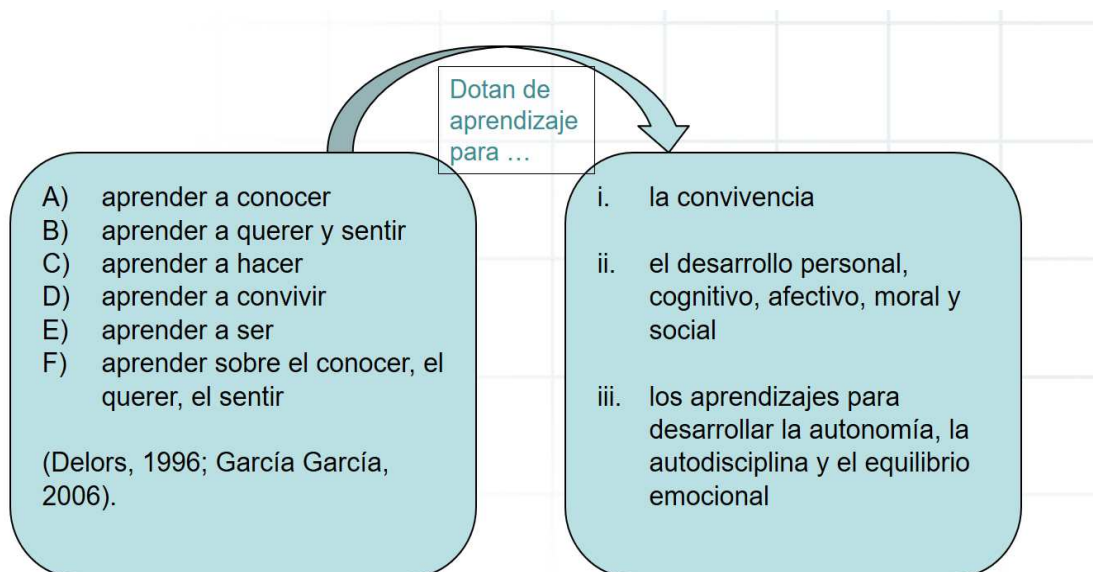 Dotan de
aprendizaje
para ...
A) aprender a conocer
B) aprender a querer y sentir
C) aprender a hacer
D) aprender a convivir
E) aprender a ser
F) aprender sobre el conocer, el
querer, el sentir
(Delors, 1996; García García,
2006).
i. la convivencia
ii. el desarrollo personal,
cognitivo, afectivo, moral y
social
iii. los aprendizajes para
desarrollar la autonomía, la
autodisciplina y el equilibrio
emocional